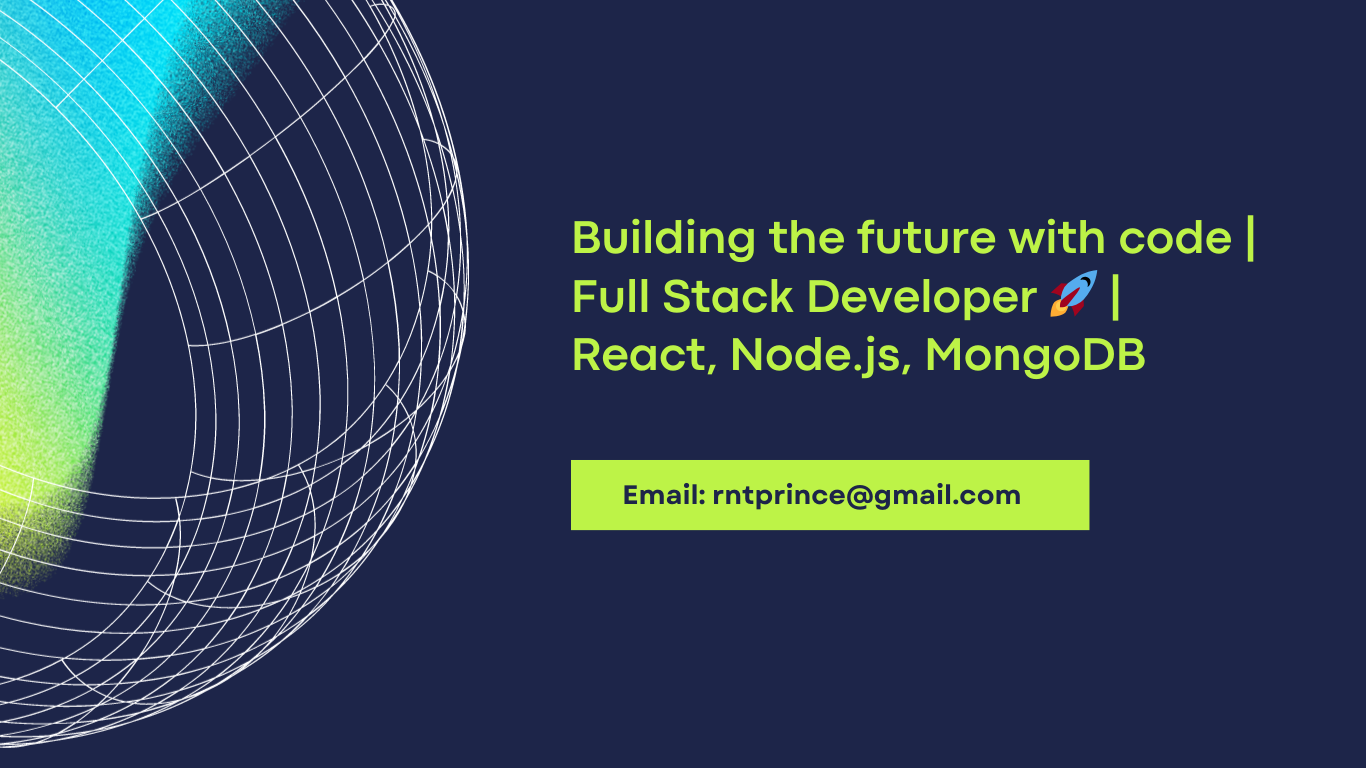 Building the future with code |
Full Stack Developer 🚀 |
React, Node.js, MongoDB
Email: rntprince@gmail.com